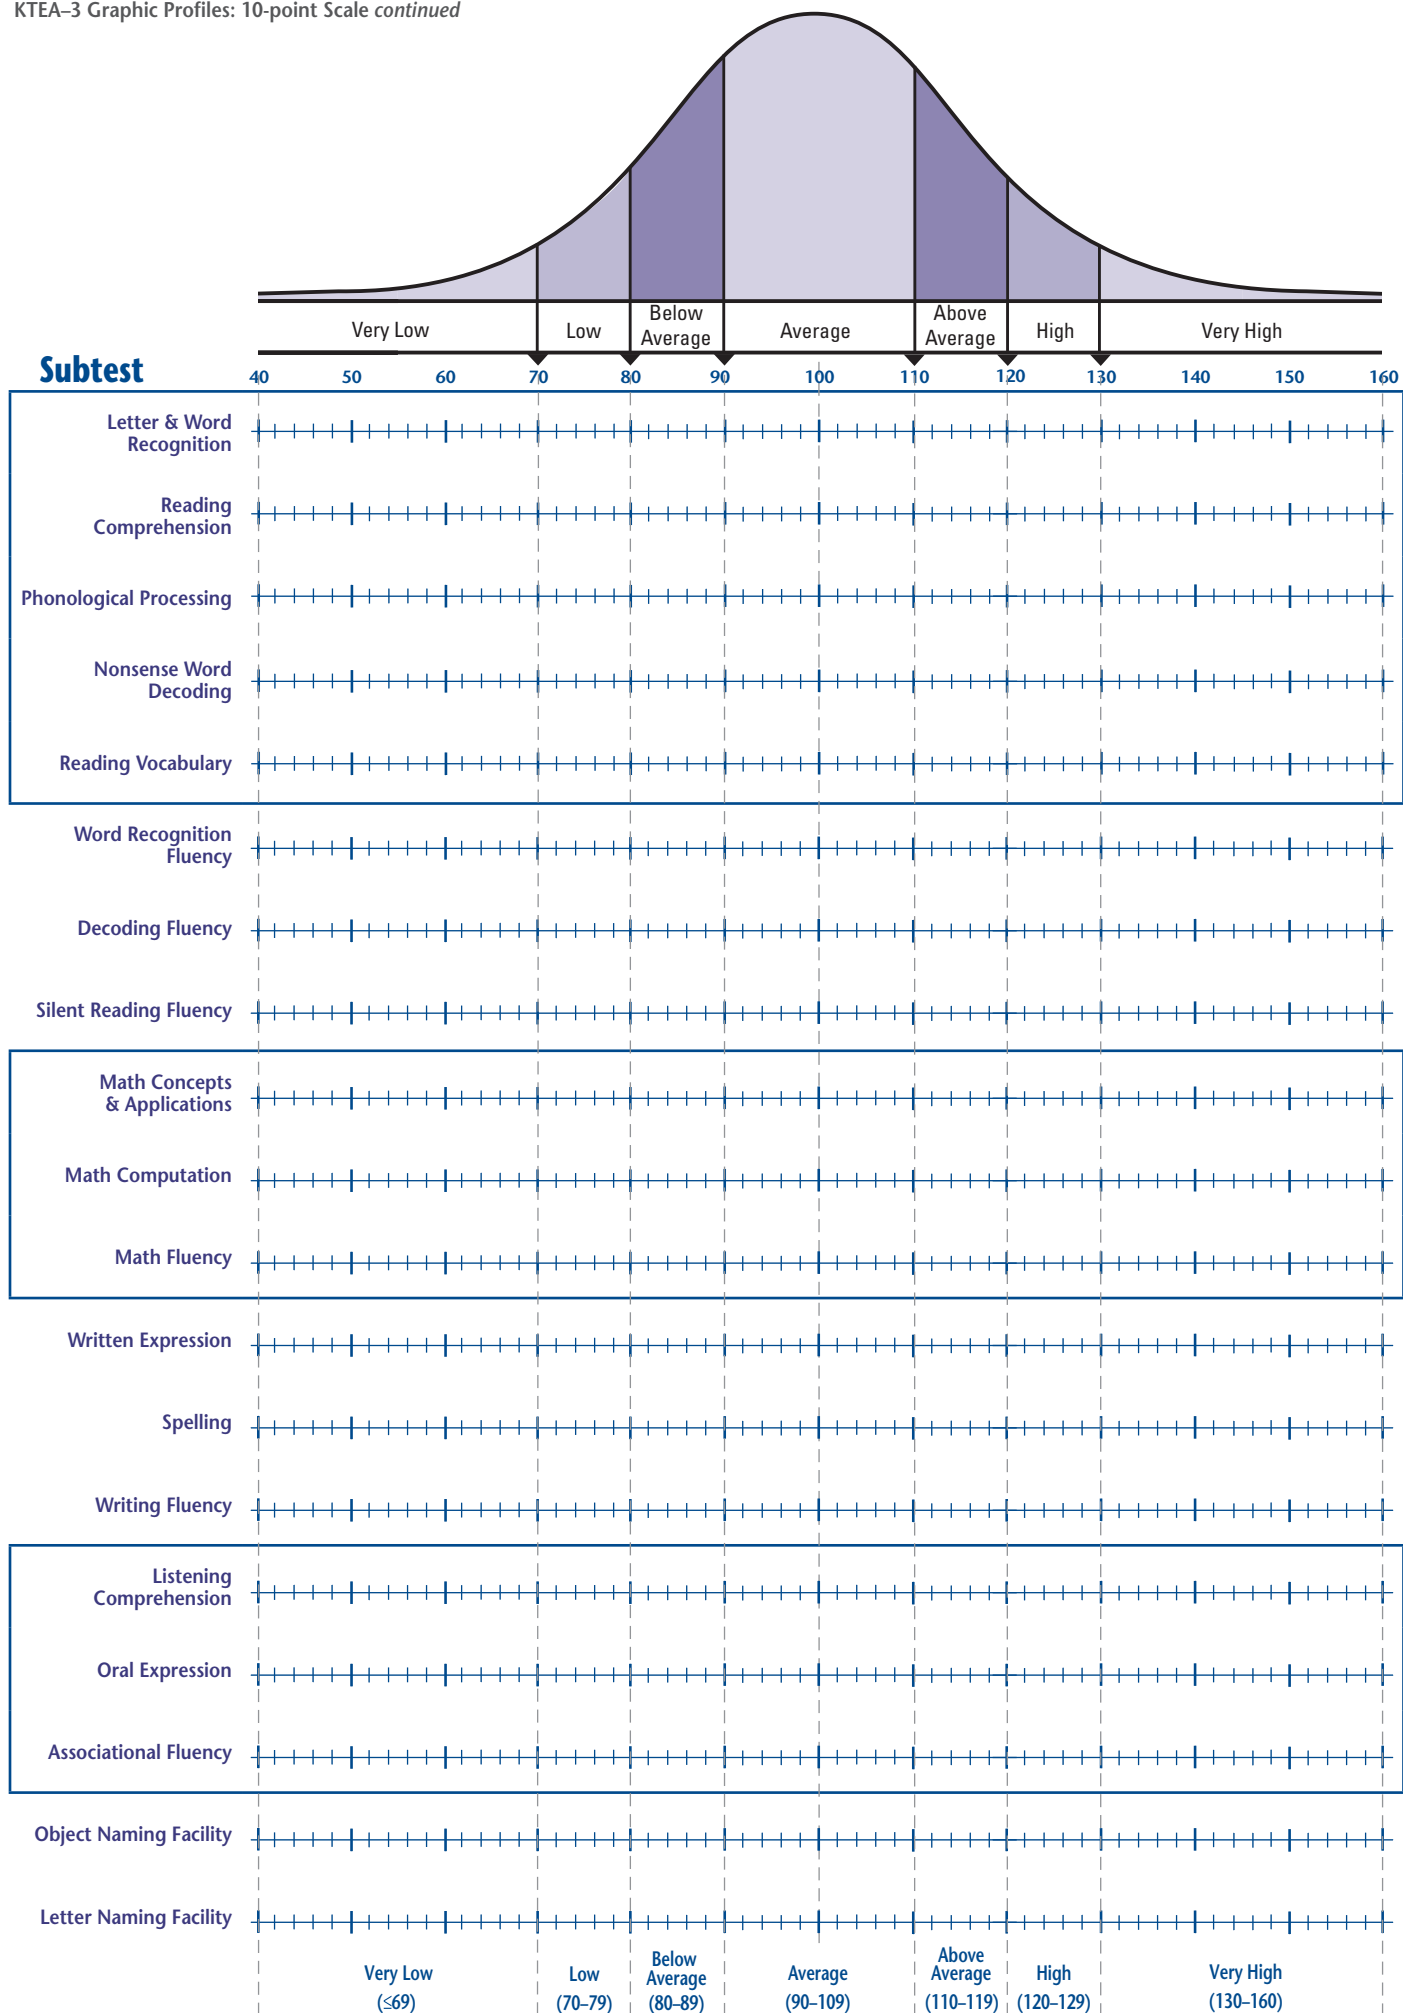 KTEA–3 Graphic Profiles: 10-point Scale continued
Very Low
Low
Below
Average
Average
Above
Average
High
Very High
Subtest
40 50 60 70 80 90 100 110 120 130 140 150 160
Letter & Word
Recognition
Reading
Comprehension
Phonological Processing
Nonsense Word
Decoding
Reading Vocabulary
Word Recognition
Fluency
Decoding Fluency
Silent Reading Fluency
Math Concepts
& Applications
Math Computation
Math Fluency
Written Expression
Spelling
Writing Fluency
Listening
Comprehension
Oral Expression
Associational Fluency
Object Naming Facility
Letter Naming Facility
Very Low
(≤69)
Low
(70–79)
Below
Average
(80–89)
Average
(90–109)
Above
Average
(110–119)
High
(120–129)
Very High
(130–160)